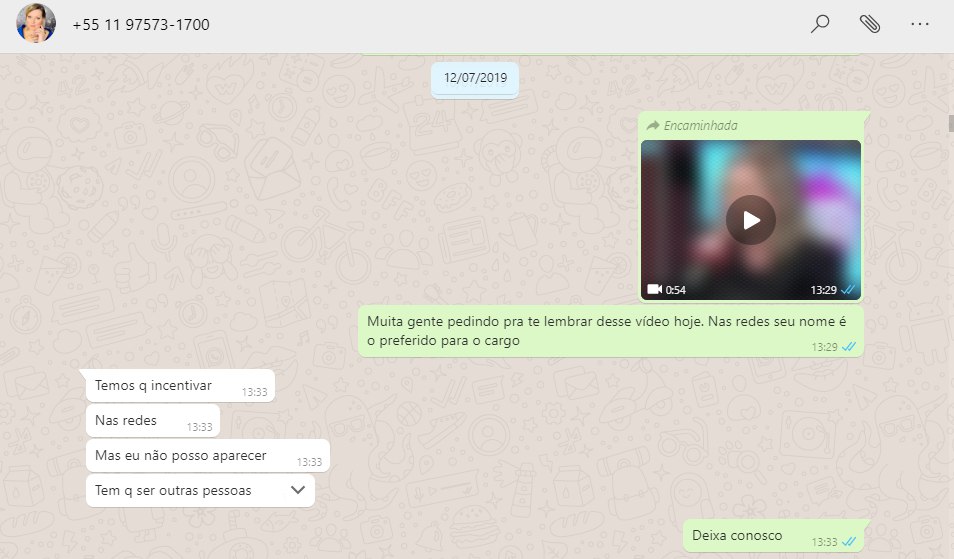 +55 11 97573-1700
12/07/2019
Encaminhada
0:54
13:29
Muita gente pedindo pra te lembrar desse vídeo hoje. Nas redes seu nome é
o preferido para o cargo
13:29
Temos q incentivar
13:33
Nas redes
13:33
Mas eu não posso aparecer
13:33
Tem q ser outras pessoas
Deixa conosco
13:33